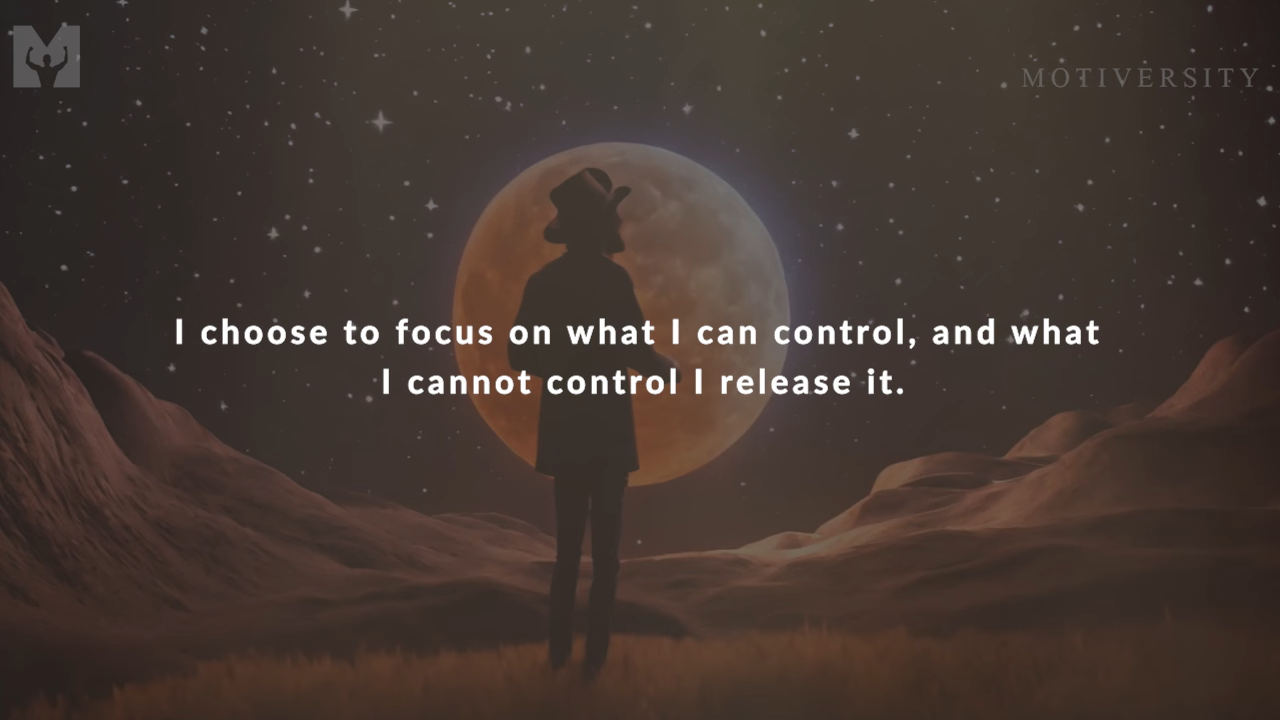 MOTIVERSITY
I choose to focus on what I can control, and what
I cannot control I release it.